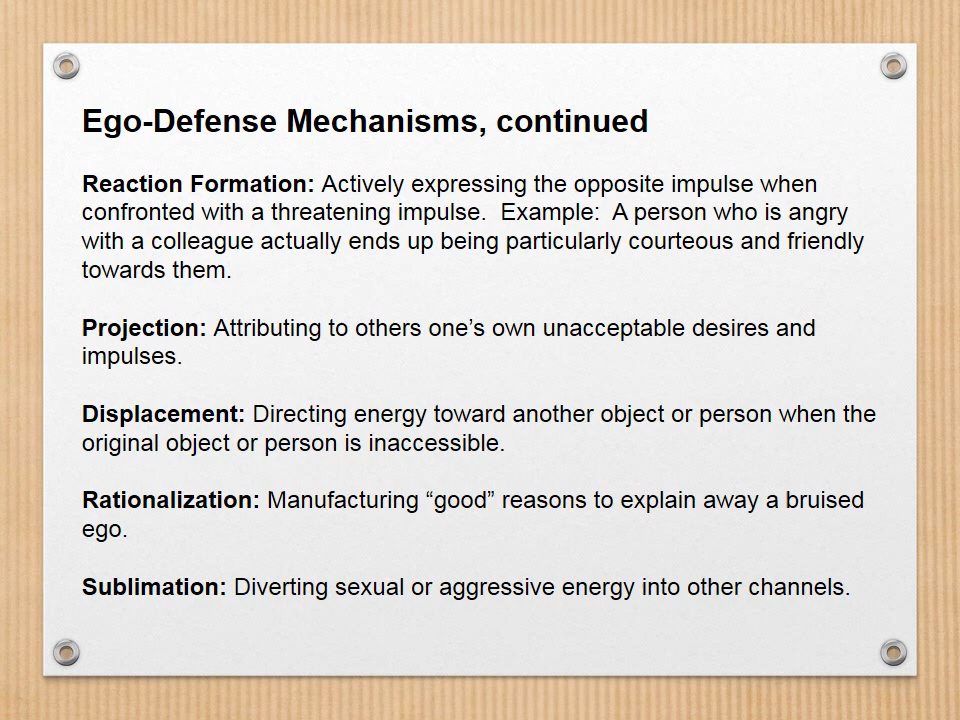 Ego-Defense Mechanisms, continued
Reaction Formation: Actively expressing the opposite impulse when
confronted with a threatening impulse.  Example:  A person who is angry
with a colleague actually ends up being particularly courteous and friendly
towards them.
Projection: Attributing to others one’s own unacceptable desires and
impulses.
Displacement: Directing energy toward another object or person when the
original object or person is inaccessible.
Rationalization: Manufacturing “good” reasons to explain away a bruised
ego.
Sublimation: Diverting sexual or aggressive energy into other channels.